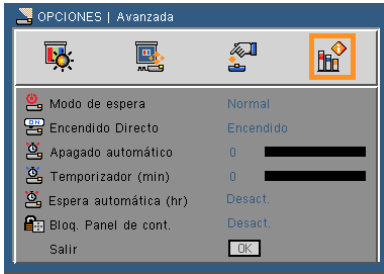 OPCIONES | Avanzada
Modo de espera Normal
Encendido Directo Encendido
Apagado automático 0
Temporizador (min) 0
Espera automática (hr) Desact.
Bloq. Panel de cont. Desact.
Salir OK